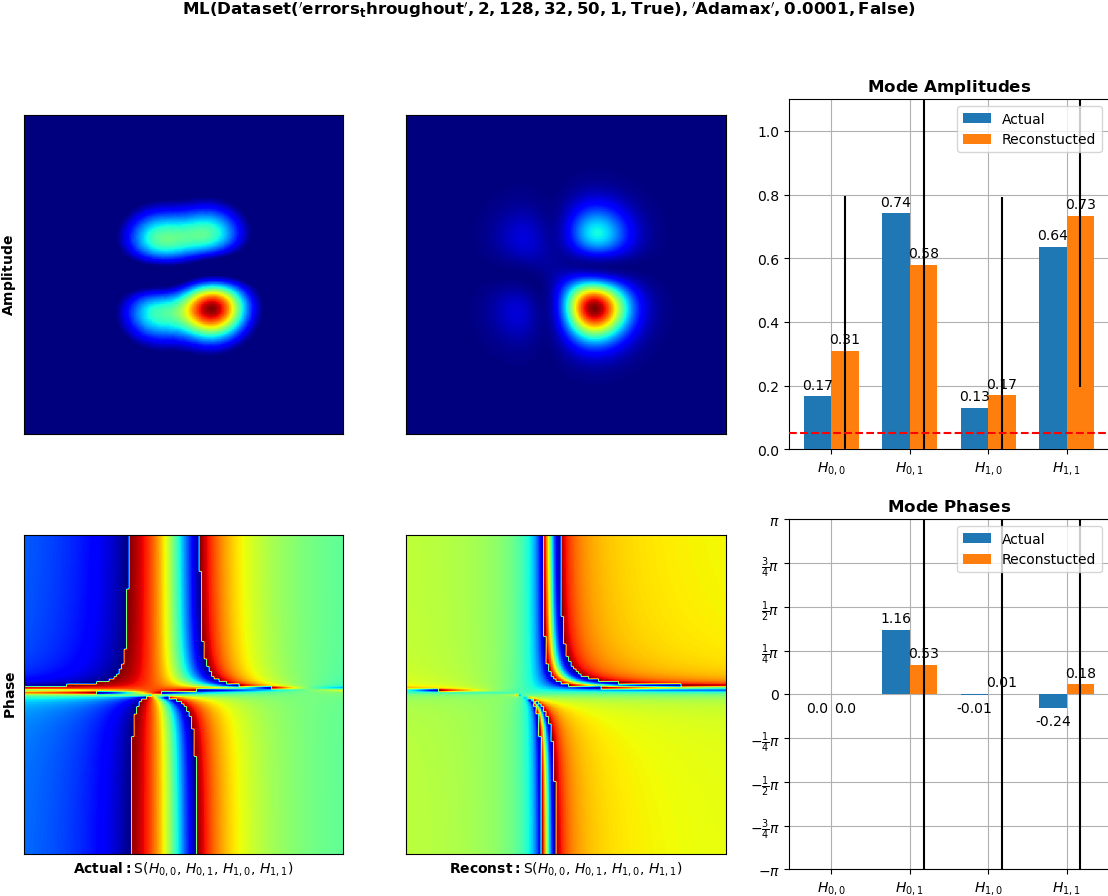 ML(Dataset('errors_throughout', 2, 128, 32, 50, 1, True), 'Adamax', 0.0001, False)
Mode Amplitudes
Amplitude
1.0
0.8
0.6
0.4
0.2
0.0
Actual
Reconstucted
0.17
0.31
0.74
0.58
0.13
0.17
0.64
0.73
H0,0
H0,1
H1,0
H1,1
Mode Phases
Phase
π
3/4π
1/2π
1/4π
0
−1/4π
−1/2π
−3/4π
−π
Actual
Reconstucted
0.0
0.0
1.16
0.53
-0.01
0.01
-0.24
0.18
H0,0
H0,1
H1,0
H1,1
Actual: S(H0,0, H0,1, H1,0, H1,1)
Reconst: S(H0,0, H0,1, H1,0, H1,1)